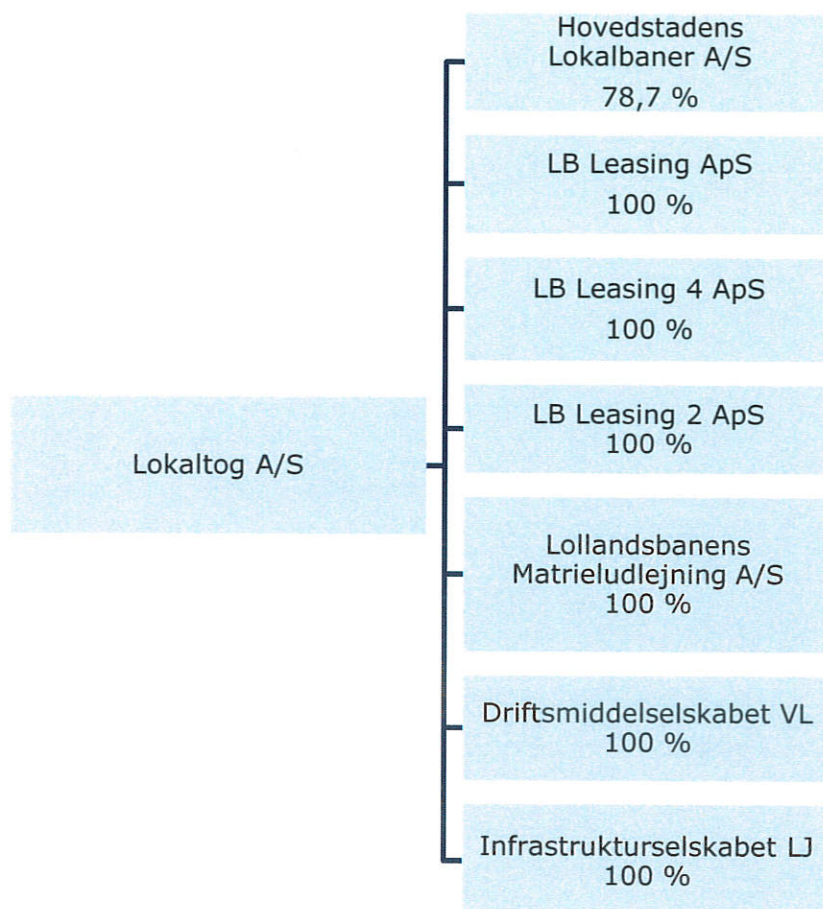 Hovedstadens
Lokalbaner A/S
78,7 %
LB Leasing ApS
100 %
LB Leasing 4 ApS
100 %
LB Leasing 2 ApS
100 %
Lokaltog A/S
Lollandsbanens
Matrieludlejning A/S
100 %
Driftsmiddelselskabet VL
100 %
Infrastrukturselskabet LJ
100 %